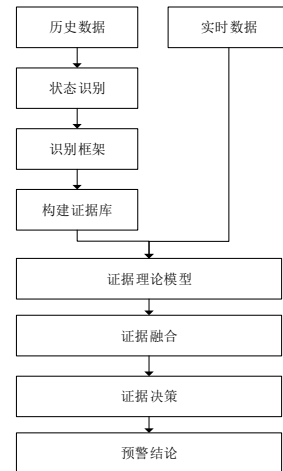 历史数据
实时数据
状态识别
识别框架
构建证据库
证据理论模型
证据融合
证据决策
预警结论